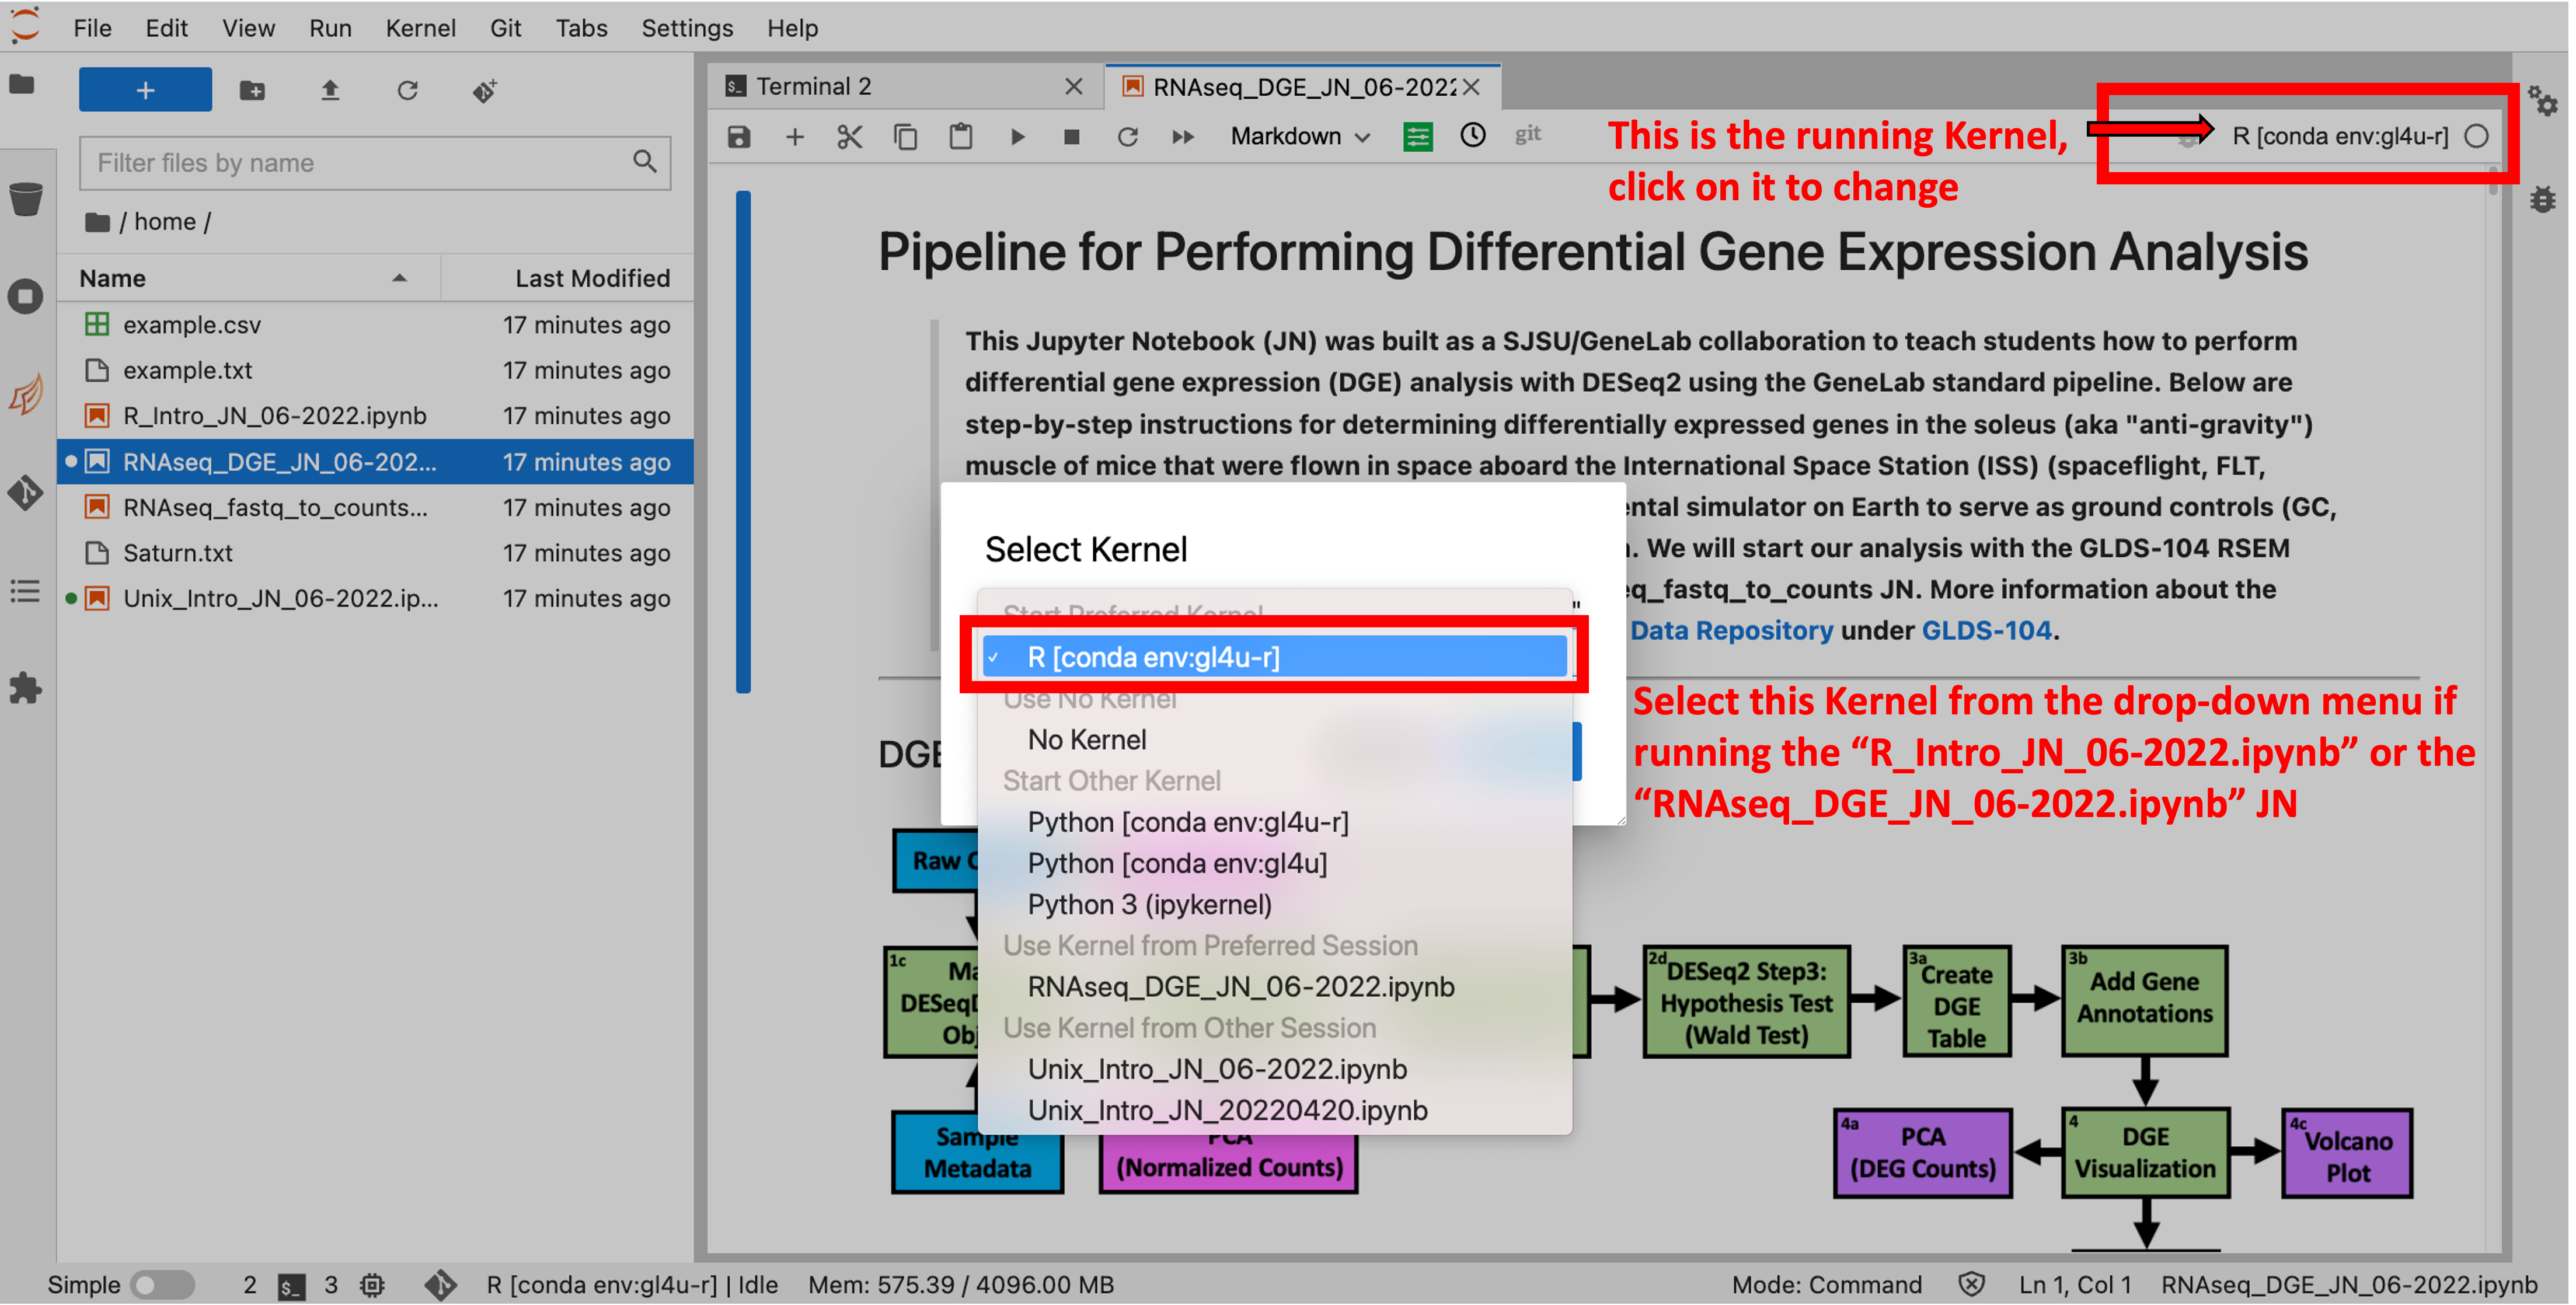 File Edit View Run Kernel Git Tabs Settings Help
+
Filter files by name
/ home /
Name Last Modified
example.csv 17 minutes ago
example.txt 17 minutes ago
R_Intro_JN_06-2022.ipynb 17 minutes ago
RNAseq_DGE_JN_06-202... 17 minutes ago
RNAseq_fastq_to_counts... 17 minutes ago
Saturn.txt 17 minutes ago
Unix_Intro_JN_06-2022.ip... 17 minutes ago
Terminal 2
RNAseq_DGE_JN_06-2022
Markdown git
R [conda env:gl4u-r]
This is the running Kernel,
click on it to change
Pipeline for Performing Differential Gene Expression Analysis
This Jupyter Notebook (JN) was built as a SJSU/GeneLab collaboration to teach students how to perform
differential gene expression (DGE) analysis with DESeq2 using the GeneLab standard pipeline. Below are
step-by-step instructions for determining differentially expressed genes in the soleus (aka "anti-gravity")
muscle of mice that were flown in space aboard the International Space Station (ISS) (spaceflight, FLT,
ental simulator on Earth to serve as ground controls (GC,
. We will start our analysis with the GLDS-104 RSEM
eq_fastq_to_counts JN. More information about the
Data Repository under GLDS-104.
Select Kernel
Start Preferred Kernel
R [conda env:gl4u-r]
Use No Kernel
No Kernel
Start Other Kernel
Python [conda env:gl4u-r]
Python [conda env:gl4u]
Python 3 (ipykernel)
Use Kernel from Preferred Session
RNAseq_DGE_JN_06-2022.ipynb
Use Kernel from Other Session
Unix_Intro_JN_06-2022.ipynb
Unix_Intro_JN_20220420.ipynb
Select this Kernel from the drop-down menu if
running the “R_Intro_JN_06-2022.ipynb” or the
“RNAseq_DGE_JN_06-2022.ipynb” JN
DGE
Raw
1c
DESeq
Sample
Metadata
PCA
(Normalized Counts)
2d
DESeq2 Step3:
Hypothesis Test
(Wald Test)
3a
Create
DGE
Table
3b
Add Gene
Annotations
4a
PCA
(DEG Counts)
4
DGE
Visualization
4c
Volcano
Plot
Simple 2 $_ 3 R [conda env:gl4u-r] | Idle Mem: 575.39 / 4096.00 MB
Mode: Command Ln 1, Col 1 RNAseq_DGE_JN_06-2022.ipynb